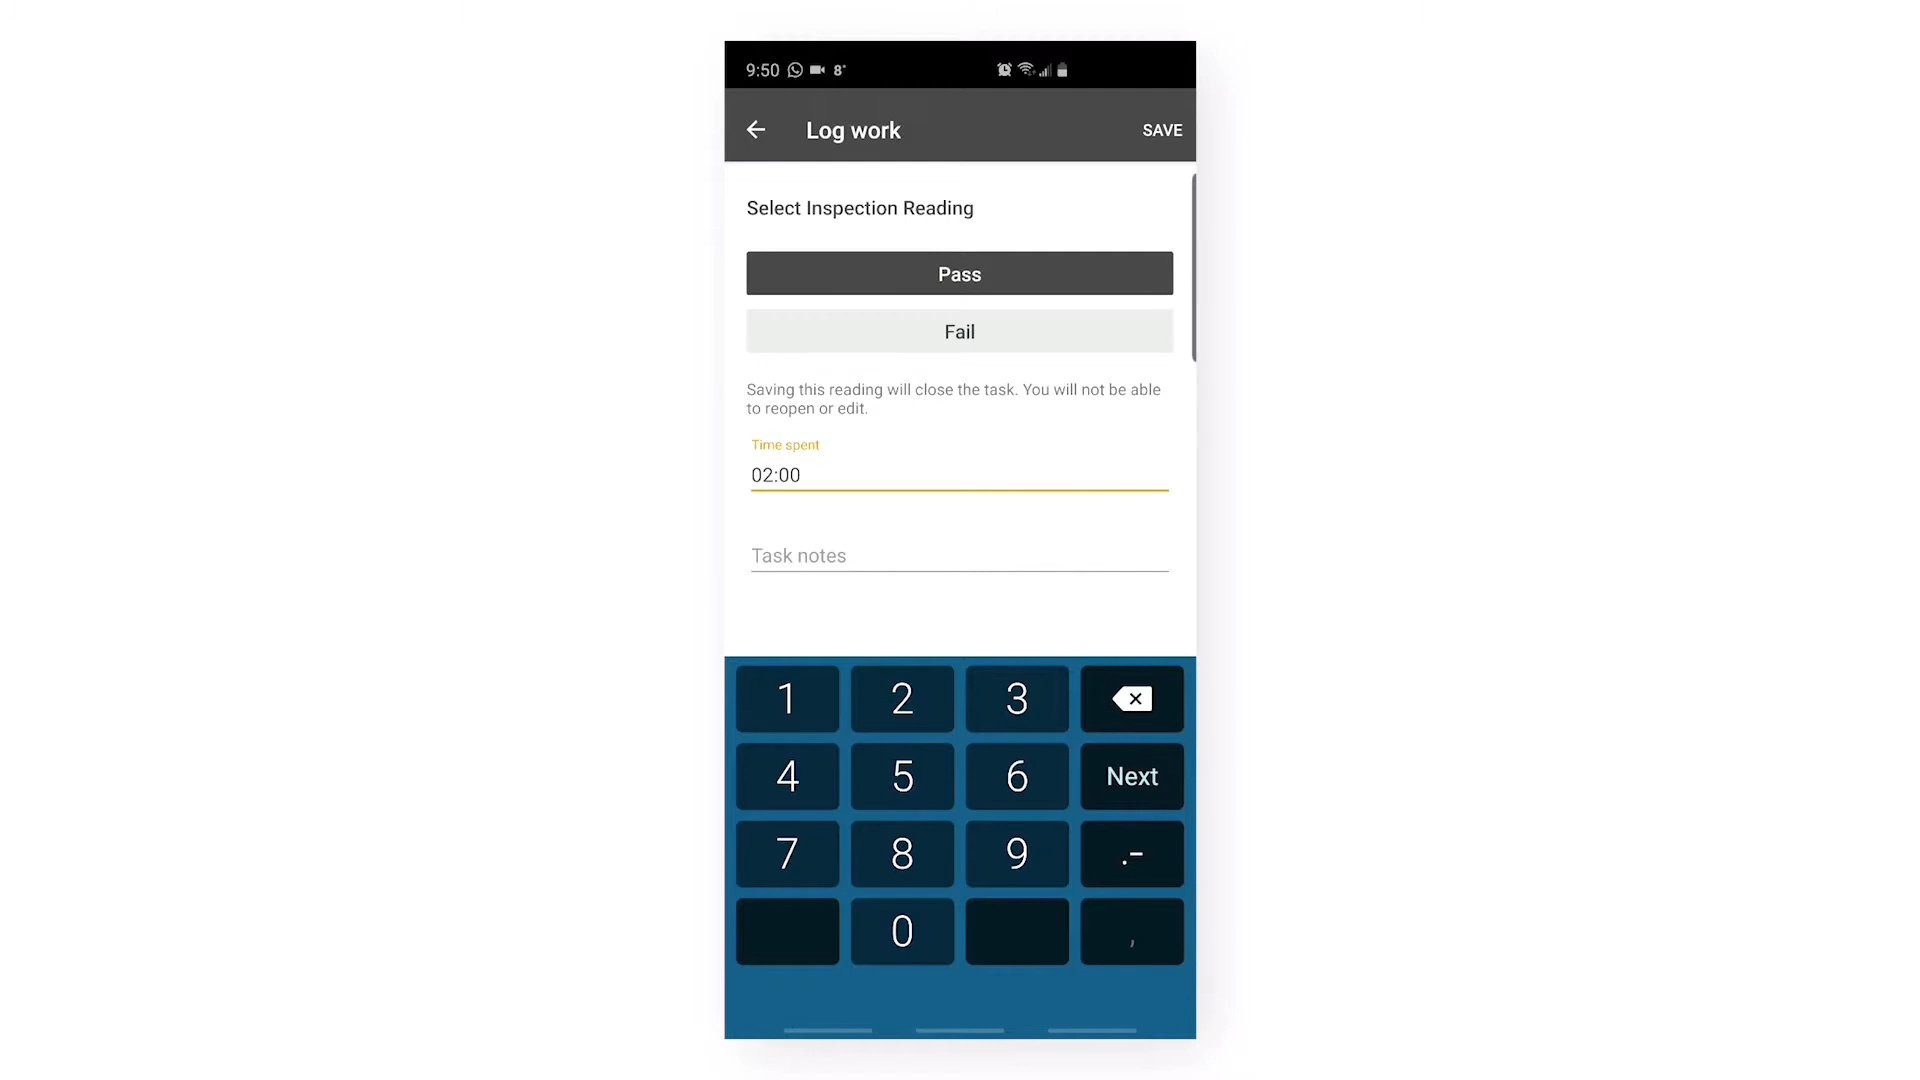 9:50 8°
Log work SAVE
Select Inspection Reading
Pass
Fail
Saving this reading will close the task. You will not be able
to reopen or edit.
Time spent
02:00
Task notes
1 2 3
4 5 6 Next
7 8 9 .-
0 ,